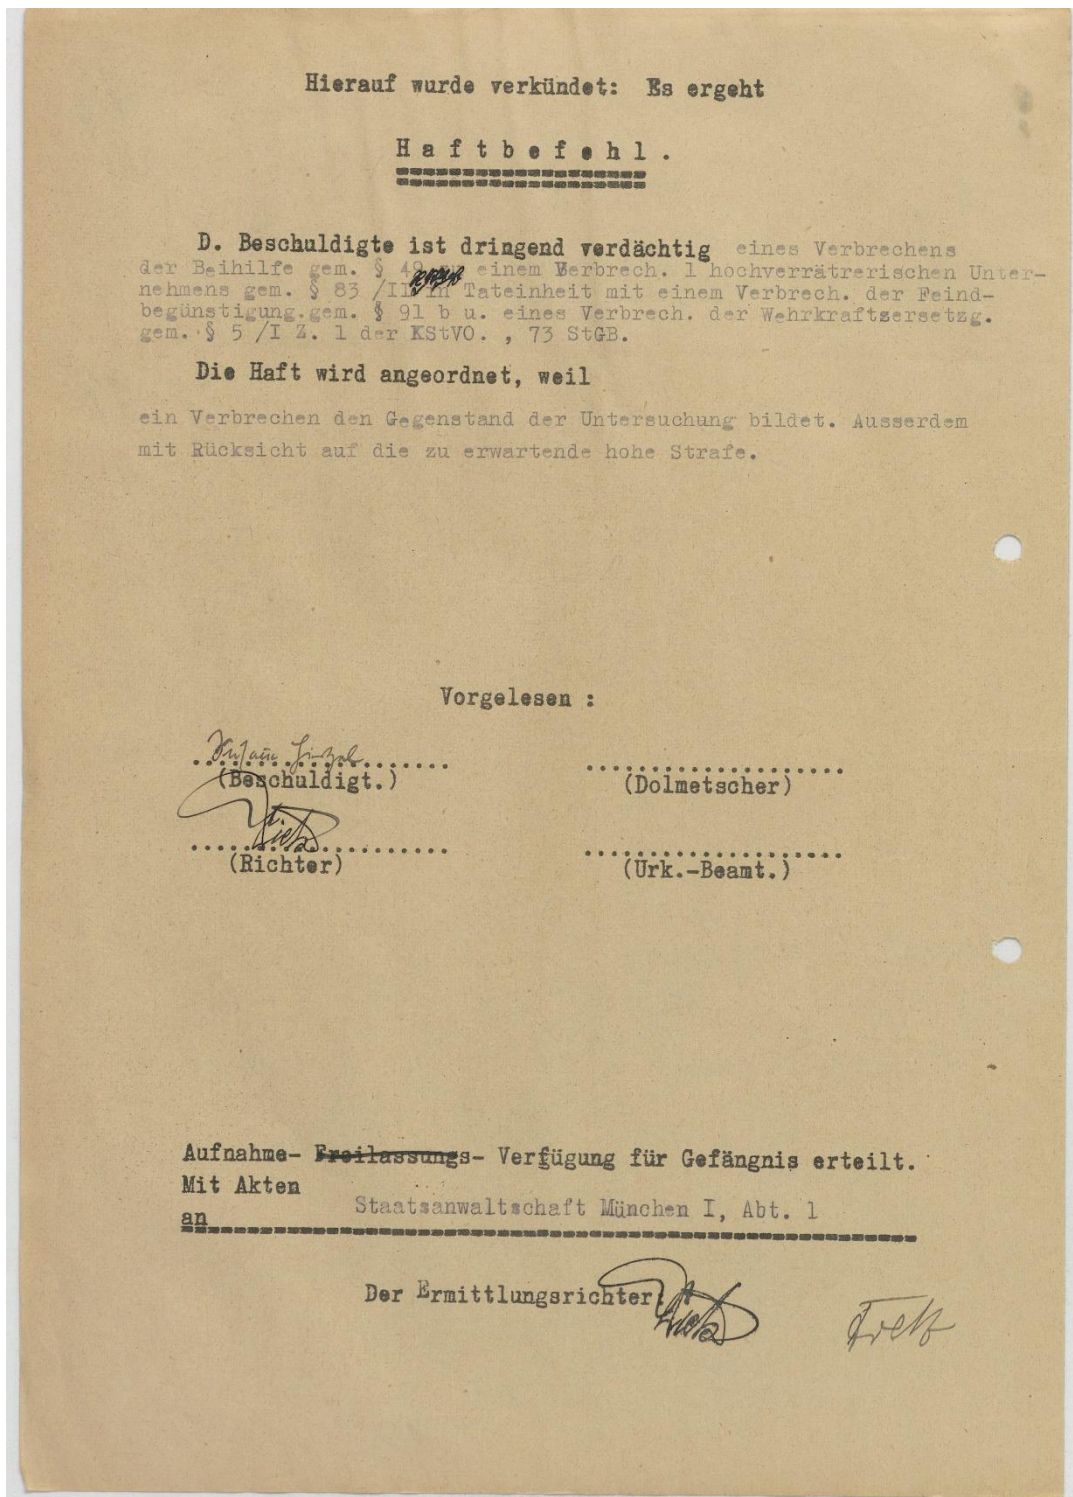 Hierauf wurde verkündet: Es ergeht
Haftbefehl.
D. Beschuldigte ist dringend verdächtig eines Verbrechens
der Beihilfe gem. § 49 einem Verbrech. 1 hochverrätrerischen Unter-
nehmens gem. § 83 /II in Tateinheit mit einem Verbrech. der Feind-
begünstigung.gem. § 91 b u. eines Verbrech. der Wehrkraftzersetzg.
gem. § 5 /I Z. 1 der KStVO. , 73 StGB.
Die Haft wird angeordnet, weil
ein Verbrechen den Gegenstand der Untersuchung bildet. Ausserdem
mit Rücksicht auf die zu erwartende hohe Strafe.
Vorgelesen :
(Beschuldigt.)
(Dolmetscher)
(Richter)
(Urk.-Beamt.)
Aufnahme- Freilassungs- Verfügung für Gefängnis erteilt.
Mit Akten
Staatsanwaltschaft München I, Abt. 1
an
Der Ermittlungsrichter: